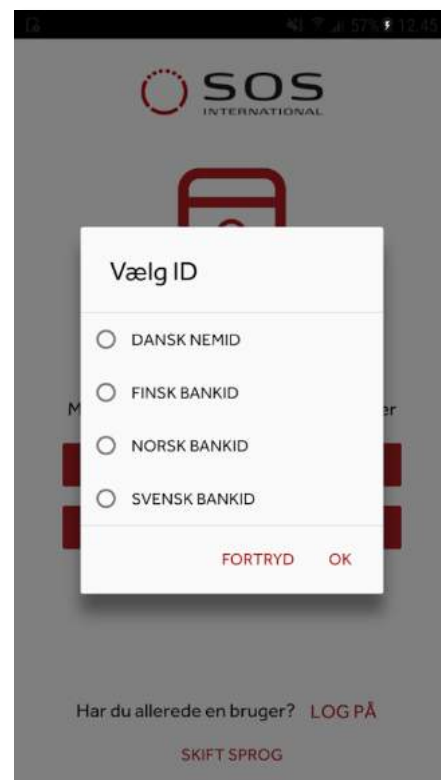 57% 12.45
SOS
INTERNATIONAL
Vælg ID
DANSK NEMID
FINSK BANKID
M er
NORSK BANKID
SVENSK BANKID
FORTRYD OK
Har du allerede en bruger? LOG PÅ
SKIFT SPROG